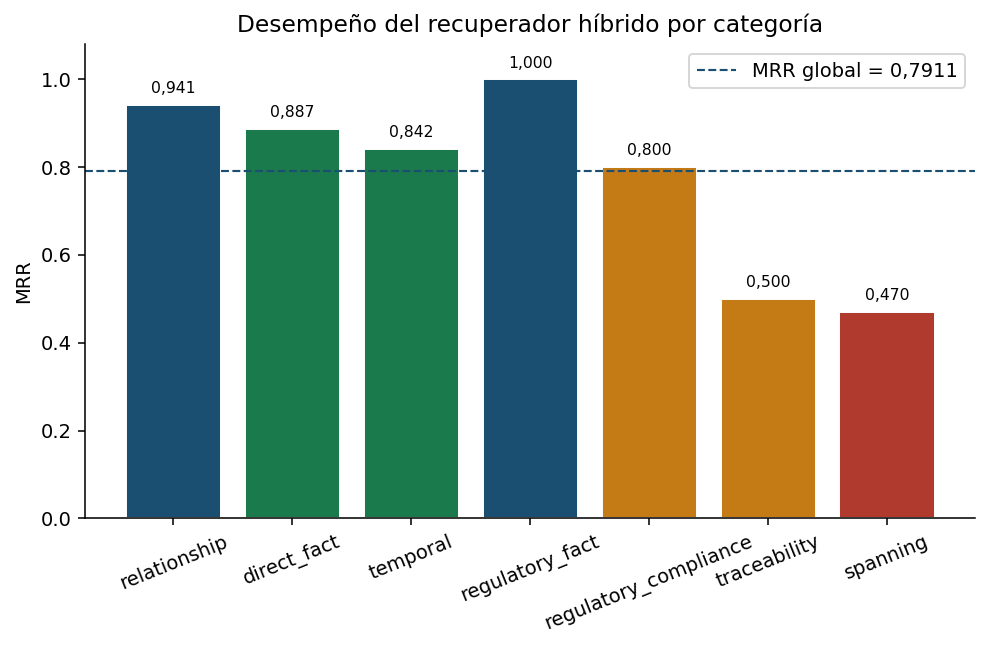 Desempeño del recuperador híbrido por categoría
MRR global = 0,7911
MRR
1.0
0.8
0.6
0.4
0.2
0.0
0,941
0,887
0,842
1,000
0,800
0,500
0,470
relationship
direct_fact
temporal
regulatory_fact
regulatory_compliance
traceability
spanning